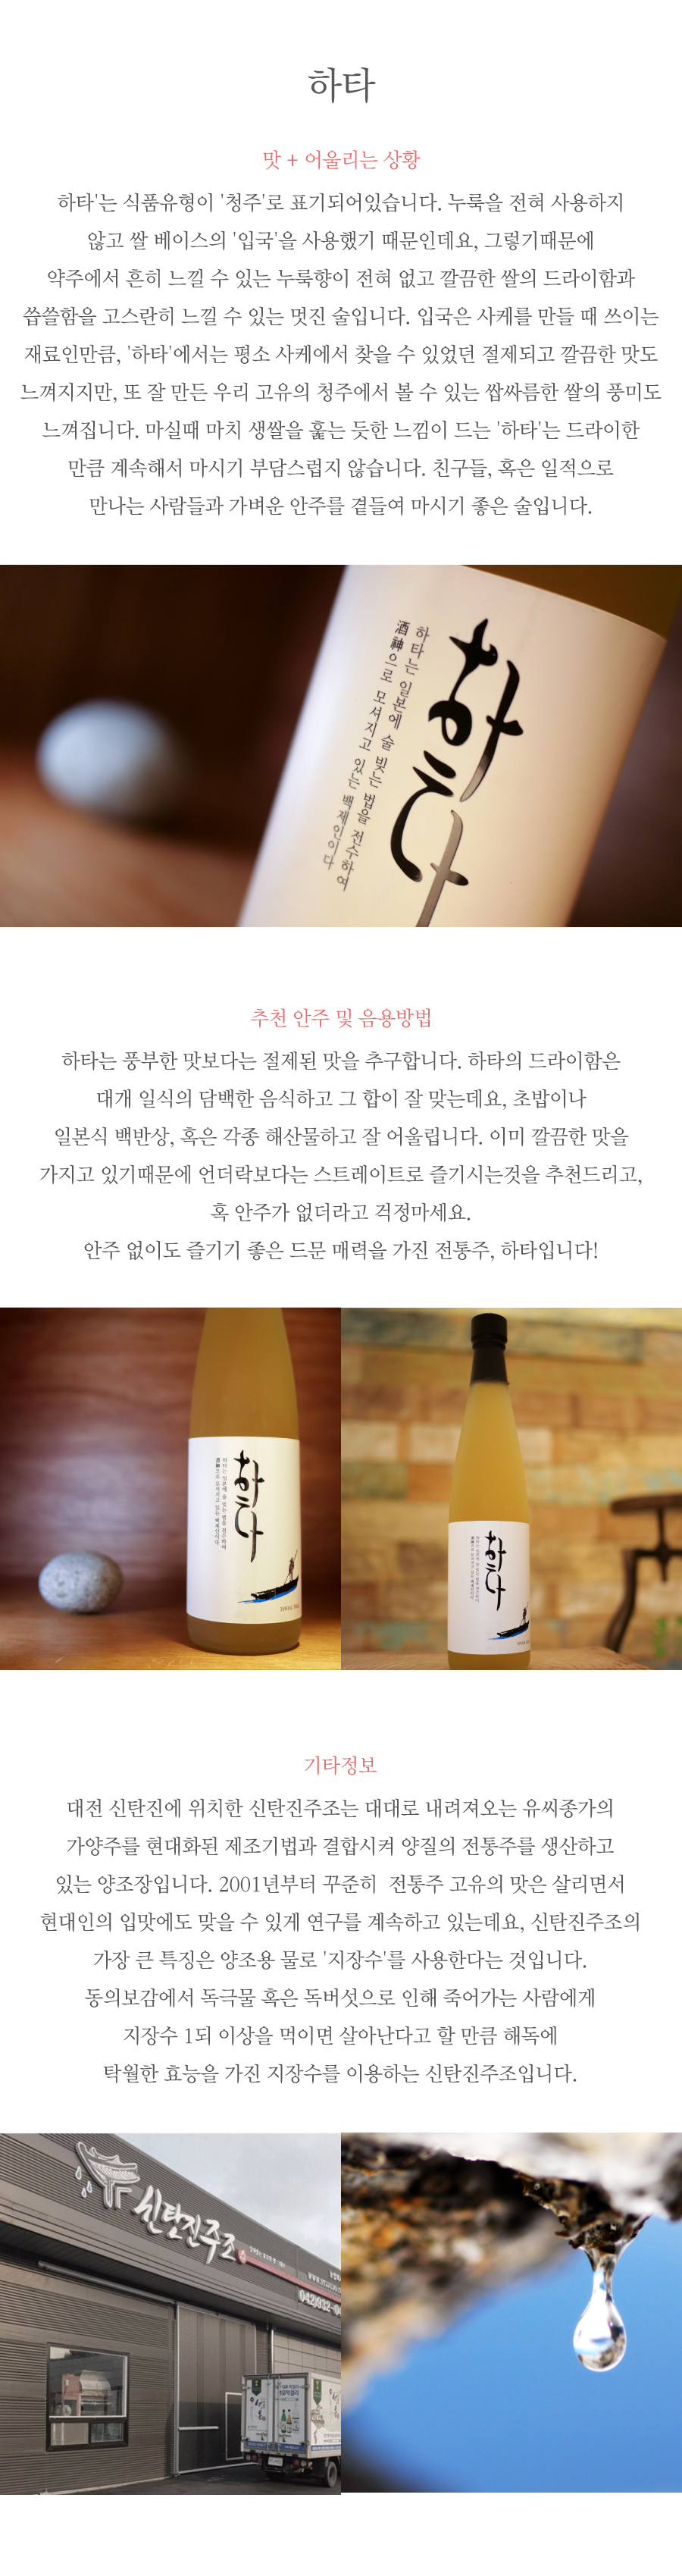 하타
맛 + 어울리는 상황
하타'는 식품유형이 '청주'로 표기되어있습니다. 누룩을 전혀 사용하지
않고 쌀 베이스의 '입국'을 사용했기 때문인데요, 그렇기때문에
약주에서 흔히 느낄 수 있는 누룩향이 전혀 없고 깔끔한 쌀의 드라이함과
씁쓸함을 고스란히 느낄 수 있는 멋진 술입니다. 입국은 사케를 만들 때 쓰이는
재료인만큼, '하타'에서는 평소 사케에서 찾을 수 있었던 절제되고 깔끔한 맛도
느껴지지만, 또 잘 만든 우리 고유의 청주에서 볼 수 있는 쌉싸름한 쌀의 풍미도
느껴집니다. 마실때 마치 생쌀을 훑는 듯한 느낌이 드는 '하타'는 드라이한
만큼 계속해서 마시기 부담스럽지 않습니다. 친구들, 혹은 일적으로
만나는 사람들과 가벼운 안주를 곁들여 마시기 좋은 술입니다.
하타
하타는 일본에 술 빚는 법을 전수하여
酒神으로 모셔지고 있는 백제인이다
추천 안주 및 음용방법
하타는 풍부한 맛보다는 절제된 맛을 추구합니다. 하타의 드라이함은
대개 일식의 담백한 음식하고 그 합이 잘 맞는데요, 초밥이나
일본식 백반상, 혹은 각종 해산물하고 잘 어울립니다. 이미 깔끔한 맛을
가지고 있기때문에 언더락보다는 스트레이트로 즐기시는것을 추천드리고,
혹 안주가 없더라고 걱정마세요.
안주 없이도 즐기기 좋은 드문 매력을 가진 전통주, 하타입니다!
하타
하타는 일본에 술 빚는 법을 전수하여
酒神으로 모셔지고 있는 백제인이다
하타
기타정보
대전 신탄진에 위치한 신탄진주조는 대대로 내려져오는 유씨종가의
가양주를 현대화된 제조기법과 결합시켜 양질의 전통주를 생산하고
있는 양조장입니다. 2001년부터 꾸준히 전통주 고유의 맛은 살리면서
현대인의 입맛에도 맞을 수 있게 연구를 계속하고 있는데요, 신탄진주조의
가장 큰 특징은 양조용 물로 '지장수'를 사용한다는 것입니다.
동의보감에서 독극물 혹은 독버섯으로 인해 죽어가는 사람에게
지장수 1되 이상을 먹이면 살아난다고 할 만큼 해독에
탁월한 효능을 가진 지장수를 이용하는 신탄진주조입니다.
신탄진주조